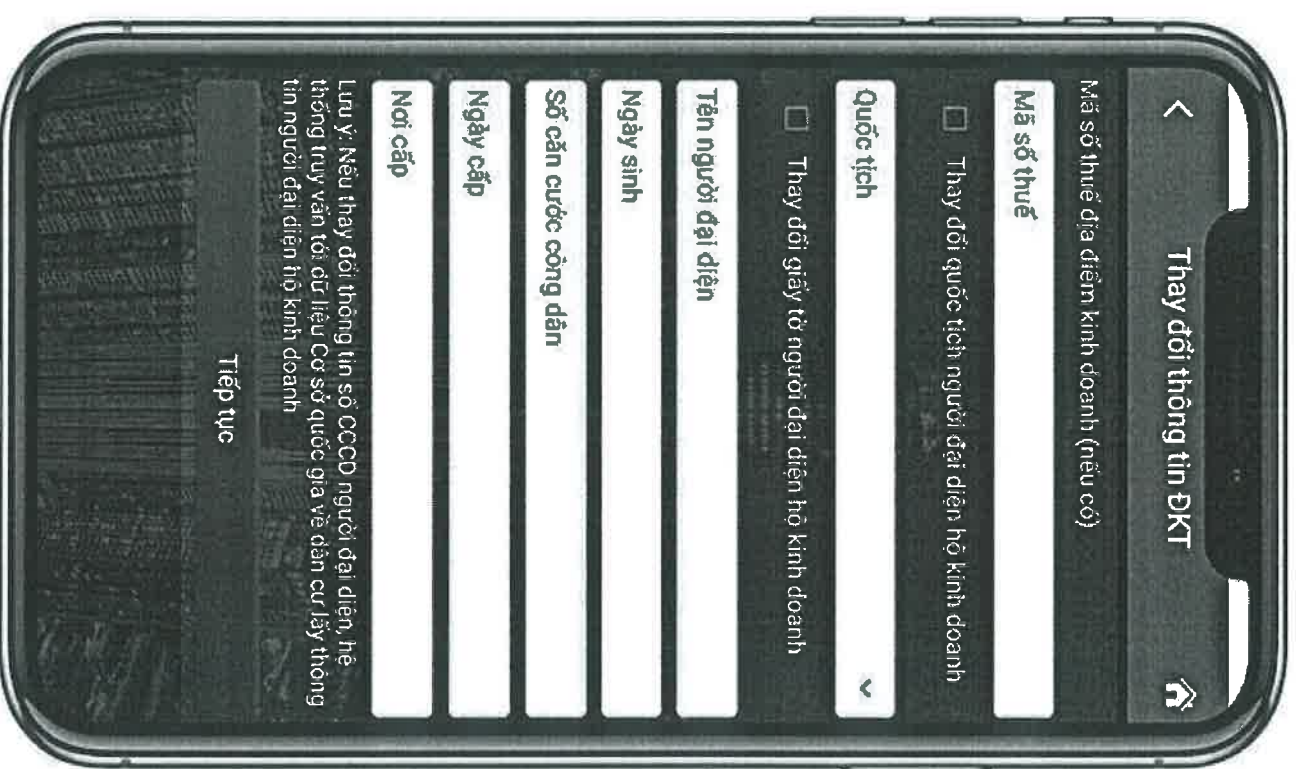 Thay đổi thông tin ĐKT
Mã số thuế địa điểm kinh doanh (nếu có)
Mã số thuế
Thay đổi quốc tịch người đại diện hộ kinh doanh
Quốc tịch
Thay đổi giấy tờ người đại diện hộ kinh doanh
Tên người đại diện
Ngày sinh
Số căn cước công dân
Ngày cấp
Nơi cấp
Lưu ý: Nếu thay đổi thông tin số CCCD người đại diện, hệ
thống truy vấn tới dữ liệu Cơ sở quốc gia về dân cư lấy thông
tin người đại diện hộ kinh doanh
Tiếp tục